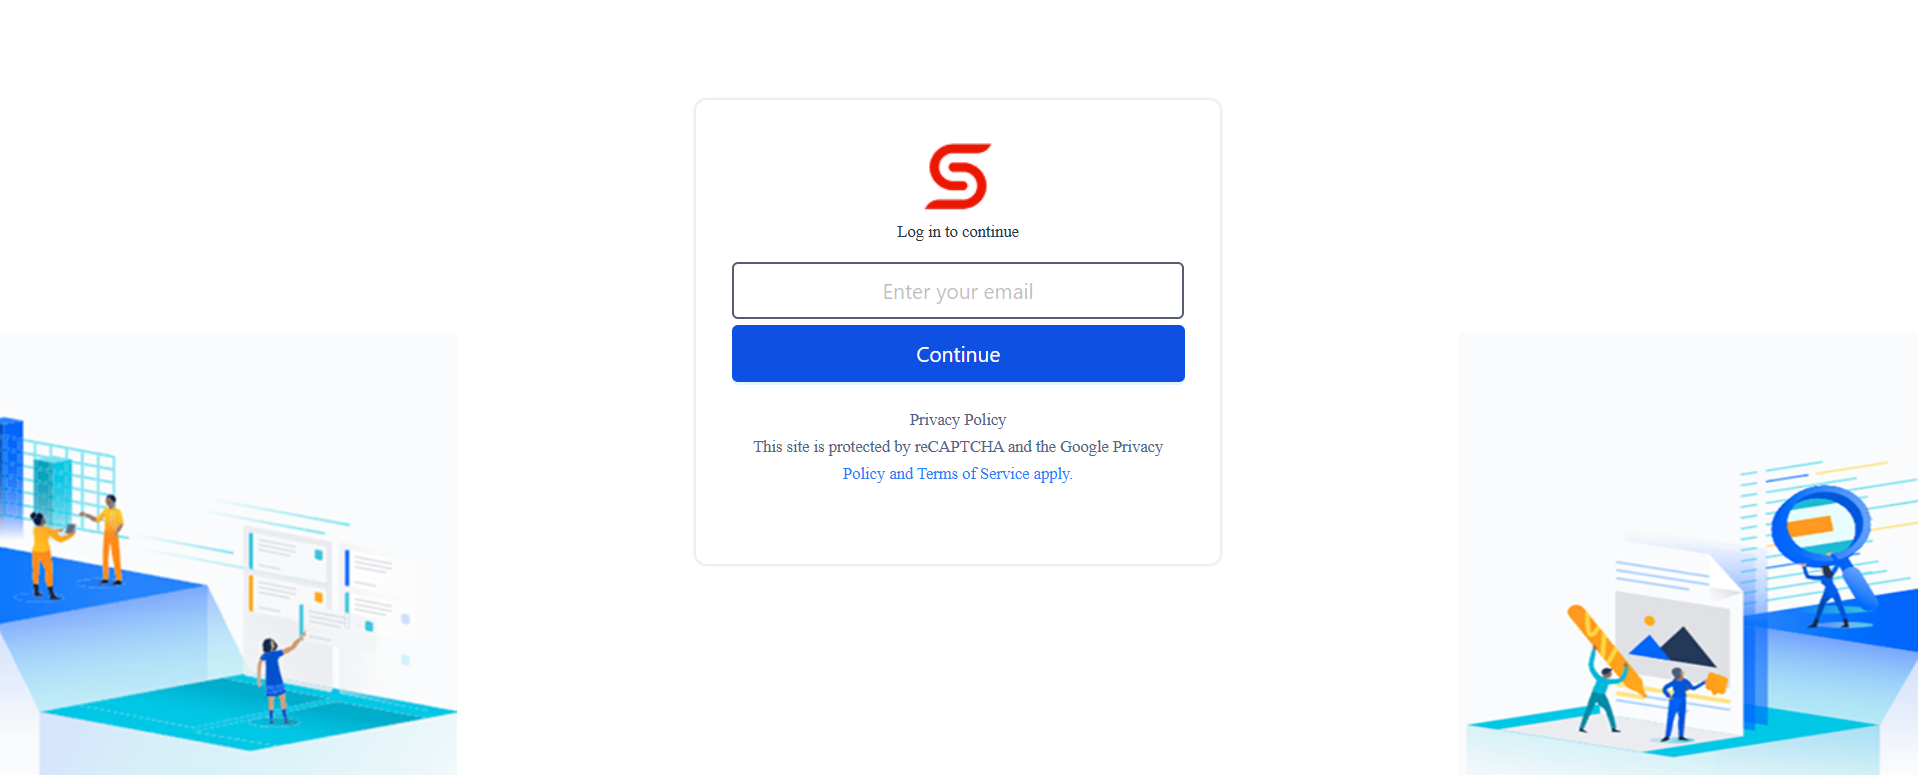 Log in to continue
Enter your email
Continue
Privacy Policy
This site is protected by reCAPTCHA and the Google Privacy
Policy and Terms of Service apply.